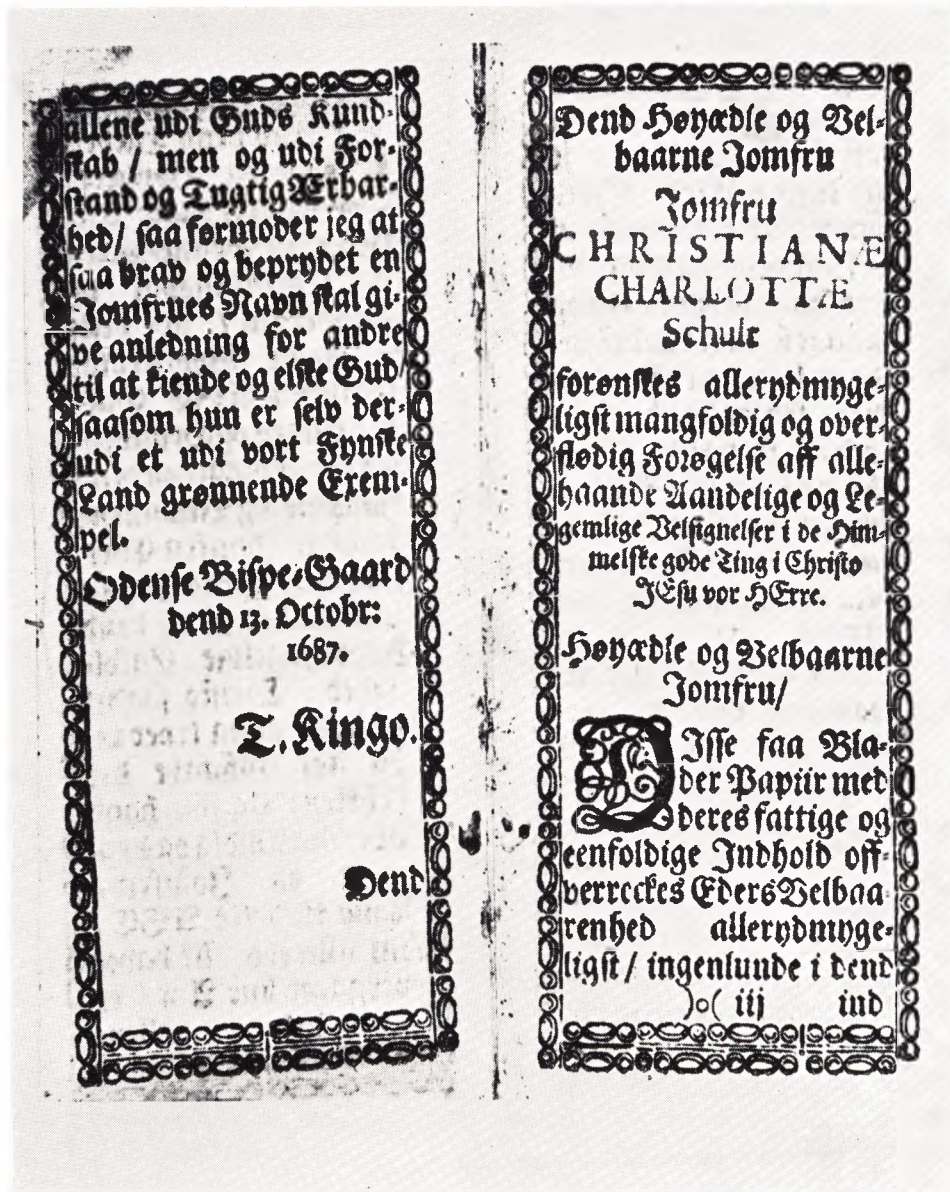 allene udi Guds Kund-
skab / men og udi For-
stand og Tugtig Ærbar-
hed / saa formoder jeg at
saa brav og beprydet en
Jomfrues Navn skal gi-
ve anledning for andre
til at kiende og elske Gud /
saasom hun er selv der-
udi et udi vort Fynske
Land grønnende Exem-
pel.
Odense Bispe-Gaard
dend 13. Octobr:
1687.
T. Kingo.
Dend
Dend Høyædle og Vel-
baarne Jomfru
Jomfru
CHRISTIANÆ
CHARLOTTÆ
Schult
forønskes allerydmyge-
ligst mangfoldig og over-
flødig Forøgelse aff alle-
haande Aandelige og Le-
gemlige Velsignelser i de Him-
melske gode Ting i Christo
JEsu vor HErre.
Høyædle og Velbaarne
Jomfru /
DIsse faa Bla-
der Papiir med
deres fattige og
eenfoldige Indhold off-
verreckes Eders Velbaa-
renhed allerydmyge-
ligst / ingenlunde i dend
)o( iij ind